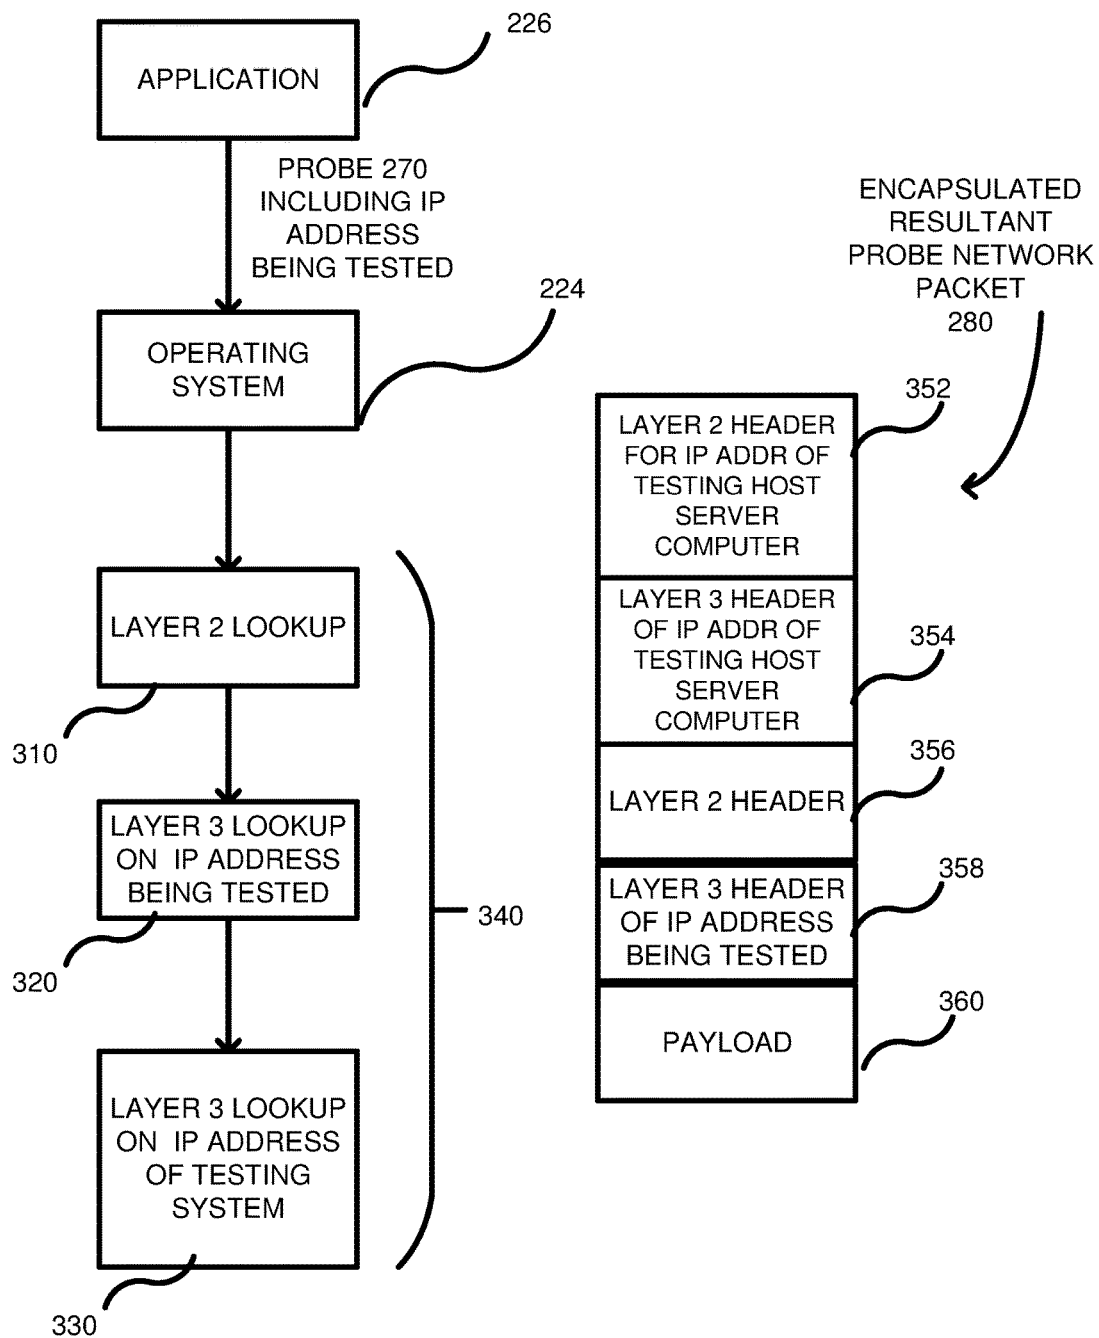 226
APPLICATION
PROBE 270
INCLUDING IP
ADDRESS
BEING TESTED
224
OPERATING
SYSTEM
LAYER 2 LOOKUP
310
LAYER 3 LOOKUP
ON IP ADDRESS
BEING TESTED
320
340
LAYER 3 LOOKUP
ON IP ADDRESS
OF TESTING
SYSTEM
330
ENCAPSULATED
RESULTANT
PROBE NETWORK
PACKET
280
352
LAYER 2 HEADER
FOR IP ADDR OF
TESTING HOST
SERVER
COMPUTER
LAYER 3 HEADER
OF IP ADDR OF
TESTING HOST
SERVER
COMPUTER
354
356
LAYER 2 HEADER
358
LAYER 3 HEADER
OF IP ADDRESS
BEING TESTED
360
PAYLOAD